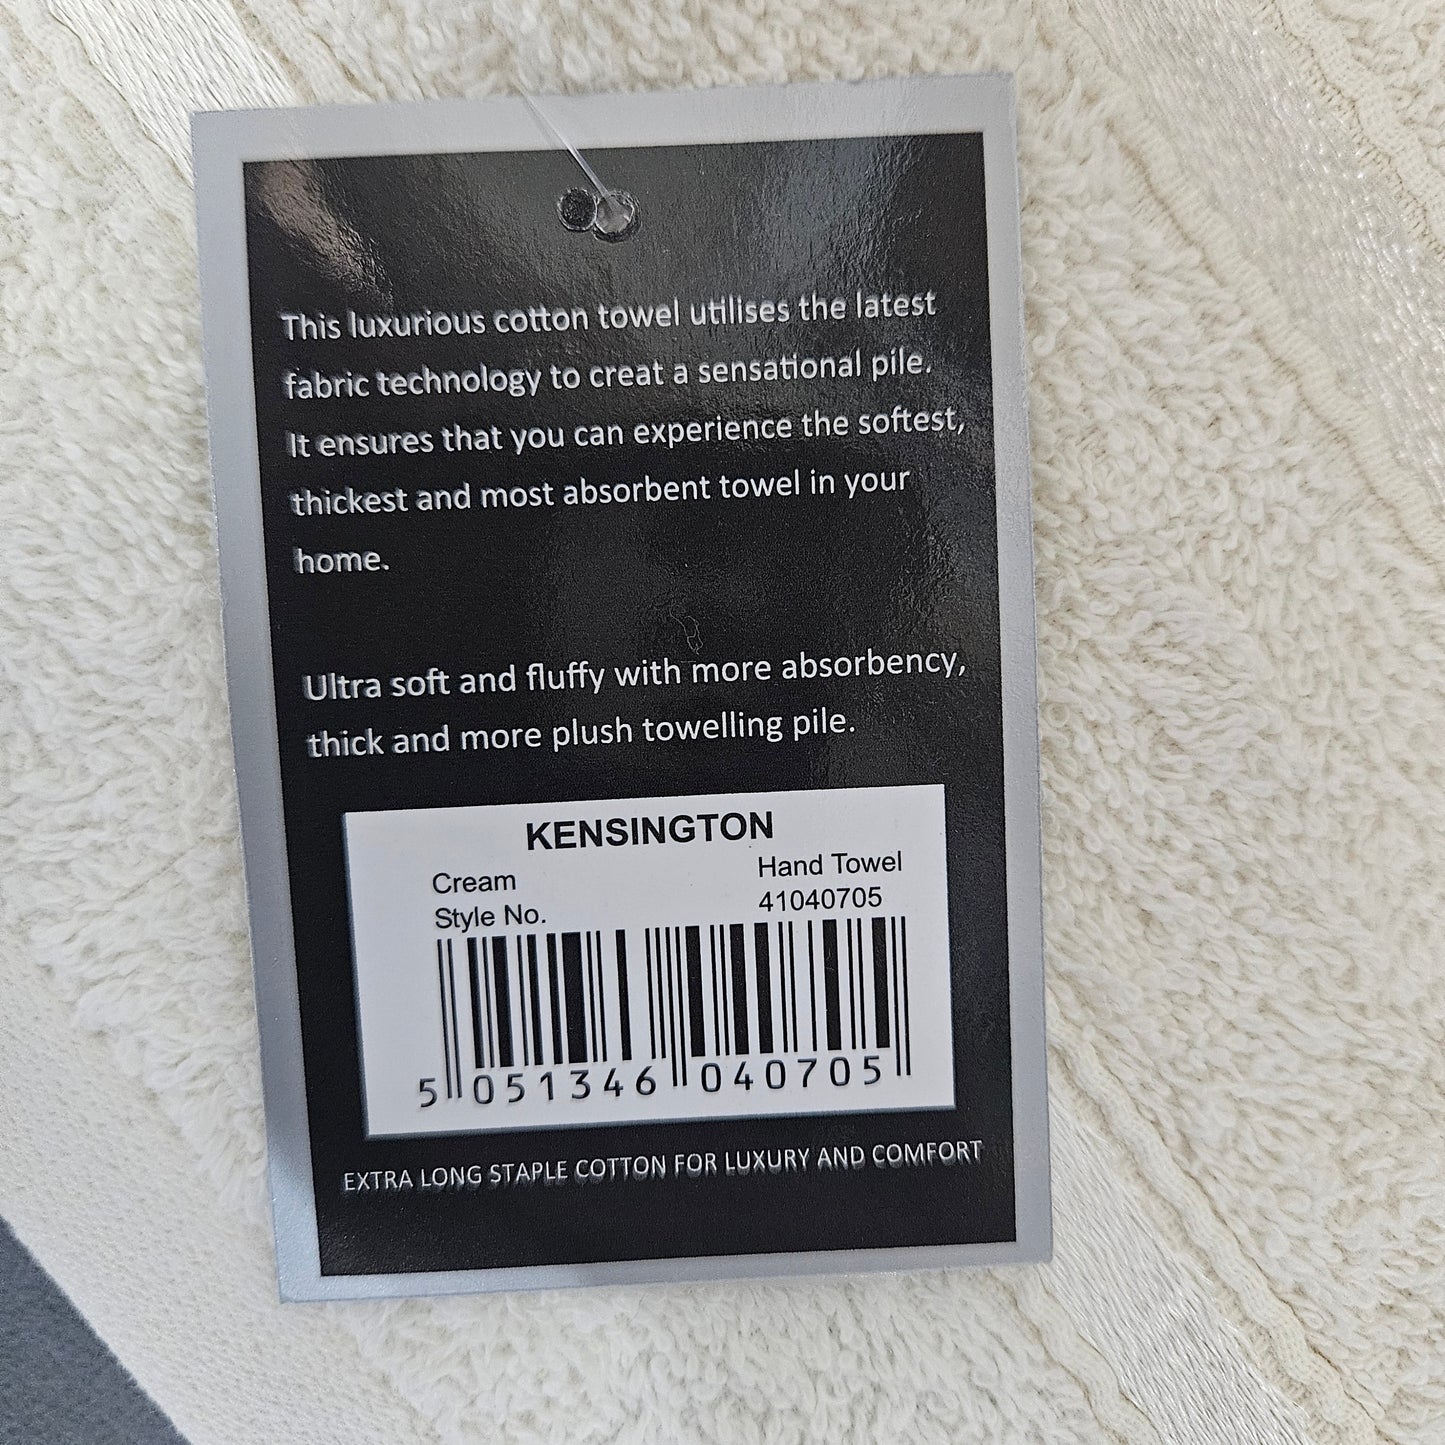 This luxurious cotton towel utilises the latest
fabric technology to creat a sensational pile.
It ensures that you can experience the softest,
thickest and most absorbent towel in your
home.
Ultra soft and fluffy with more absorbency,
thick and more plush towelling pile.
KENSINGTON
Cream Hand Towel
Style No. 41040705
5 051346 040705
EXTRA LONG STAPLE COTTON FOR LUXURY AND COMFORT